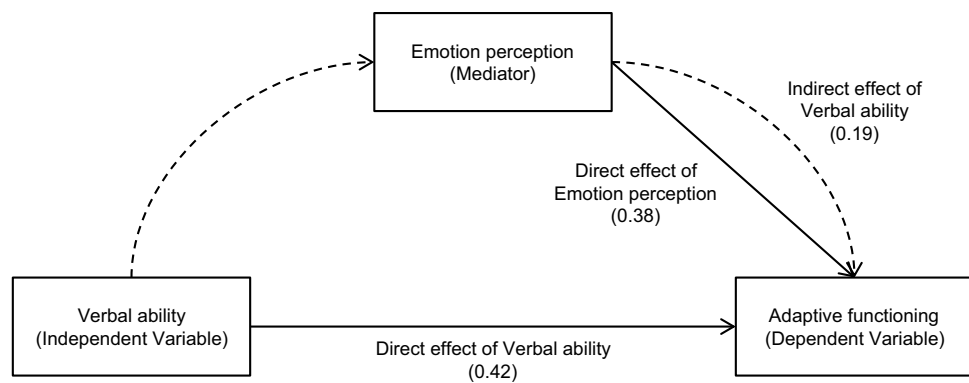 Emotion perception
(Mediator)
Indirect effect of
Verbal ability
(0.19)
Direct effect of
Emotion perception
(0.38)
Verbal ability
(Independent Variable)
Direct effect of Verbal ability
(0.42)
Adaptive functioning
(Dependent Variable)